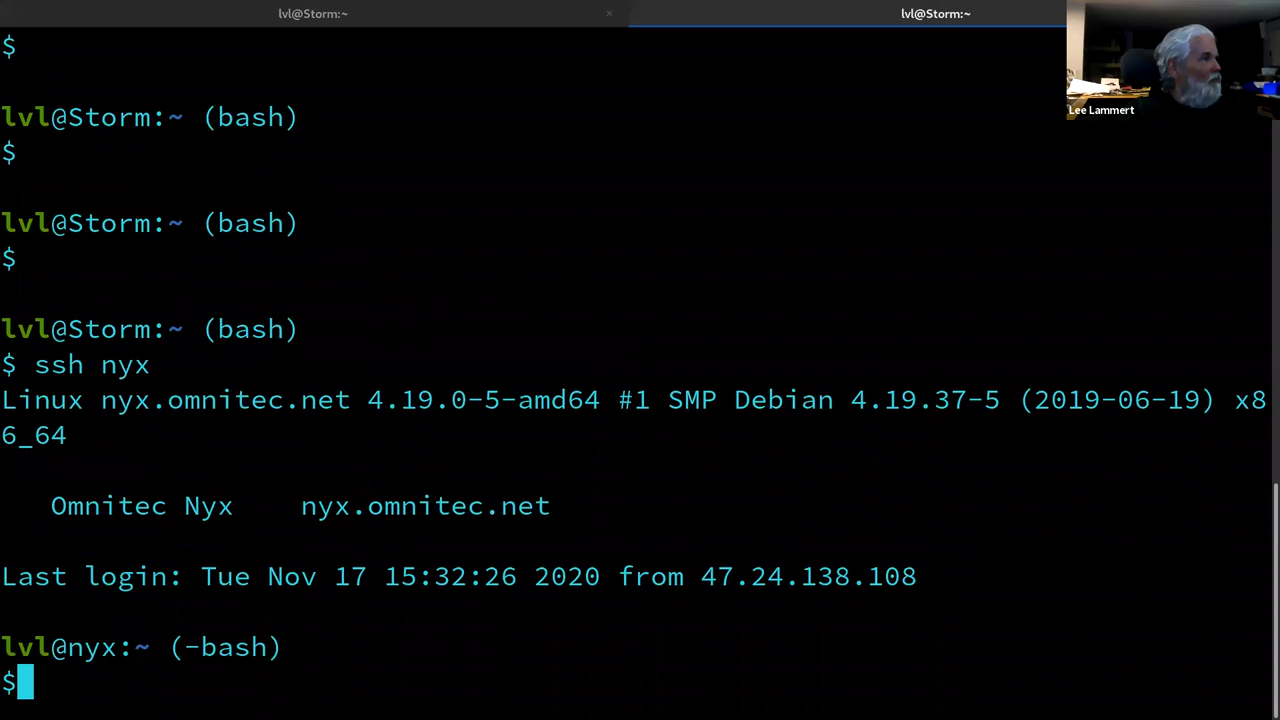 lvl@Storm:~
×
lvl@Storm:~
Lee Lammert
$
lvl@Storm:~ (bash)
$
lvl@Storm:~ (bash)
$
lvl@Storm:~ (bash)
$ ssh nyx
Linux nyx.omnitec.net 4.19.0-5-amd64 #1 SMP Debian 4.19.37-5 (2019-06-19) x8
6_64
Omnitec Nyx    nyx.omnitec.net
Last login: Tue Nov 17 15:32:26 2020 from 47.24.138.108
lvl@nyx:~ (-bash)
$